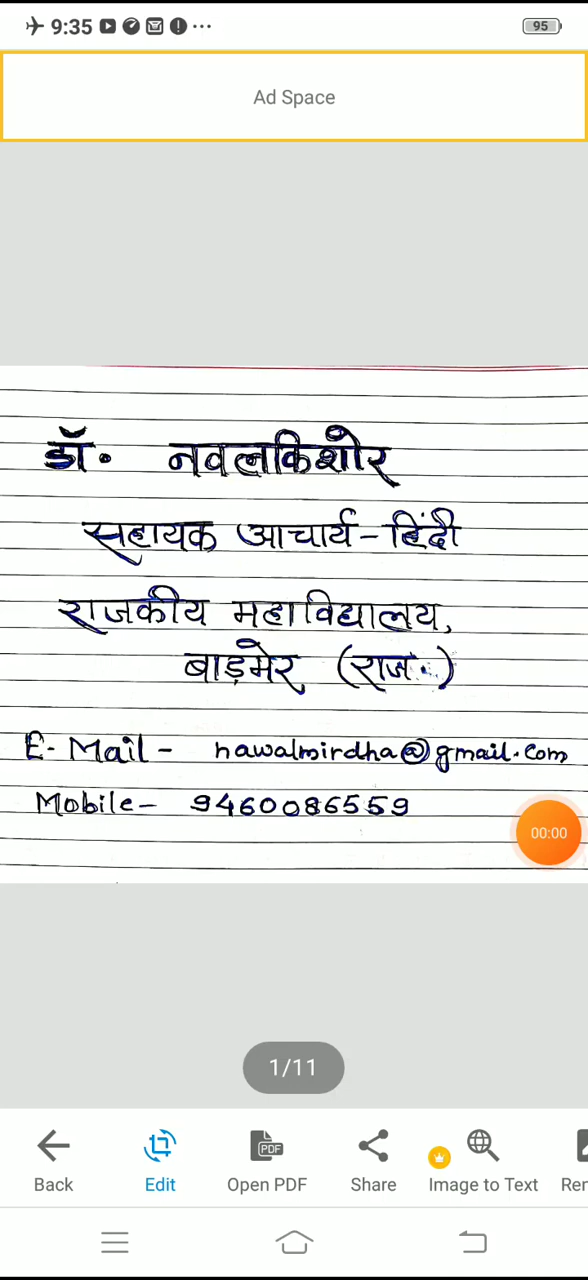 9:35
95
Ad Space
डॉ. नवलकिशोर
सहायक आचार्य - हिंदी
राजकीय महाविद्यालय,
बाड़मेर (राज.)
E-Mail - nawalmirdha@gmail.com
Mobile - 9460086559
00:00
1/11
PDF
Back
Edit
Open PDF
Share
Image to Text
Rer